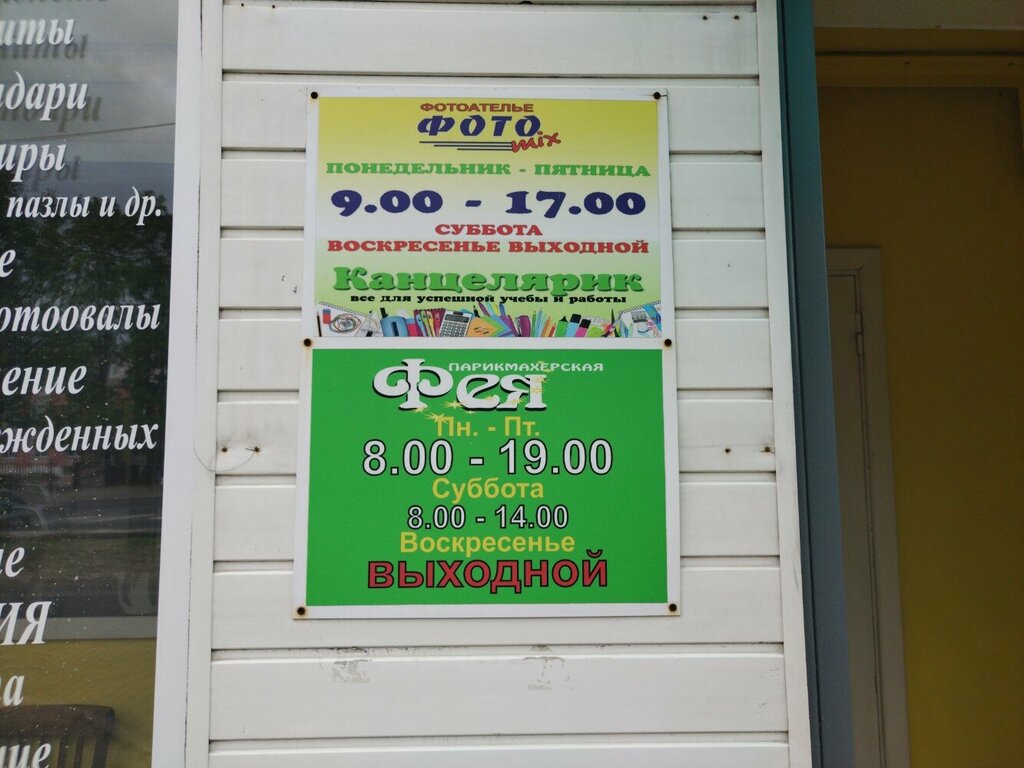 пазлы и др.
ФОТОАТЕЛЬЕ
ФОТО
mix
ПОНЕДЕЛЬНИК - ПЯТНИЦА
9.00 - 17.00
СУББОТА
ВОСКРЕСЕНЬЕ ВЫХОДНОЙ
Канцелярик
все для успешной учебы и работы
ПАРИКМАХЕРСКАЯ
Фея
Пн. - Пт.
8.00 - 19.00
Суббота
8.00 - 14.00
Воскресенье
ВЫХОДНОЙ